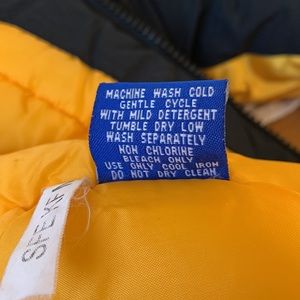 MACHINE WASH COLD
GENTLE CYCLE
WITH MILD DETERGENT
TUMBLE DRY LOW
WASH SEPARATELY
NON CHLORINE
BLEACH ONLY
USE ONLY COOL IRON
DO NOT DRY CLEAN